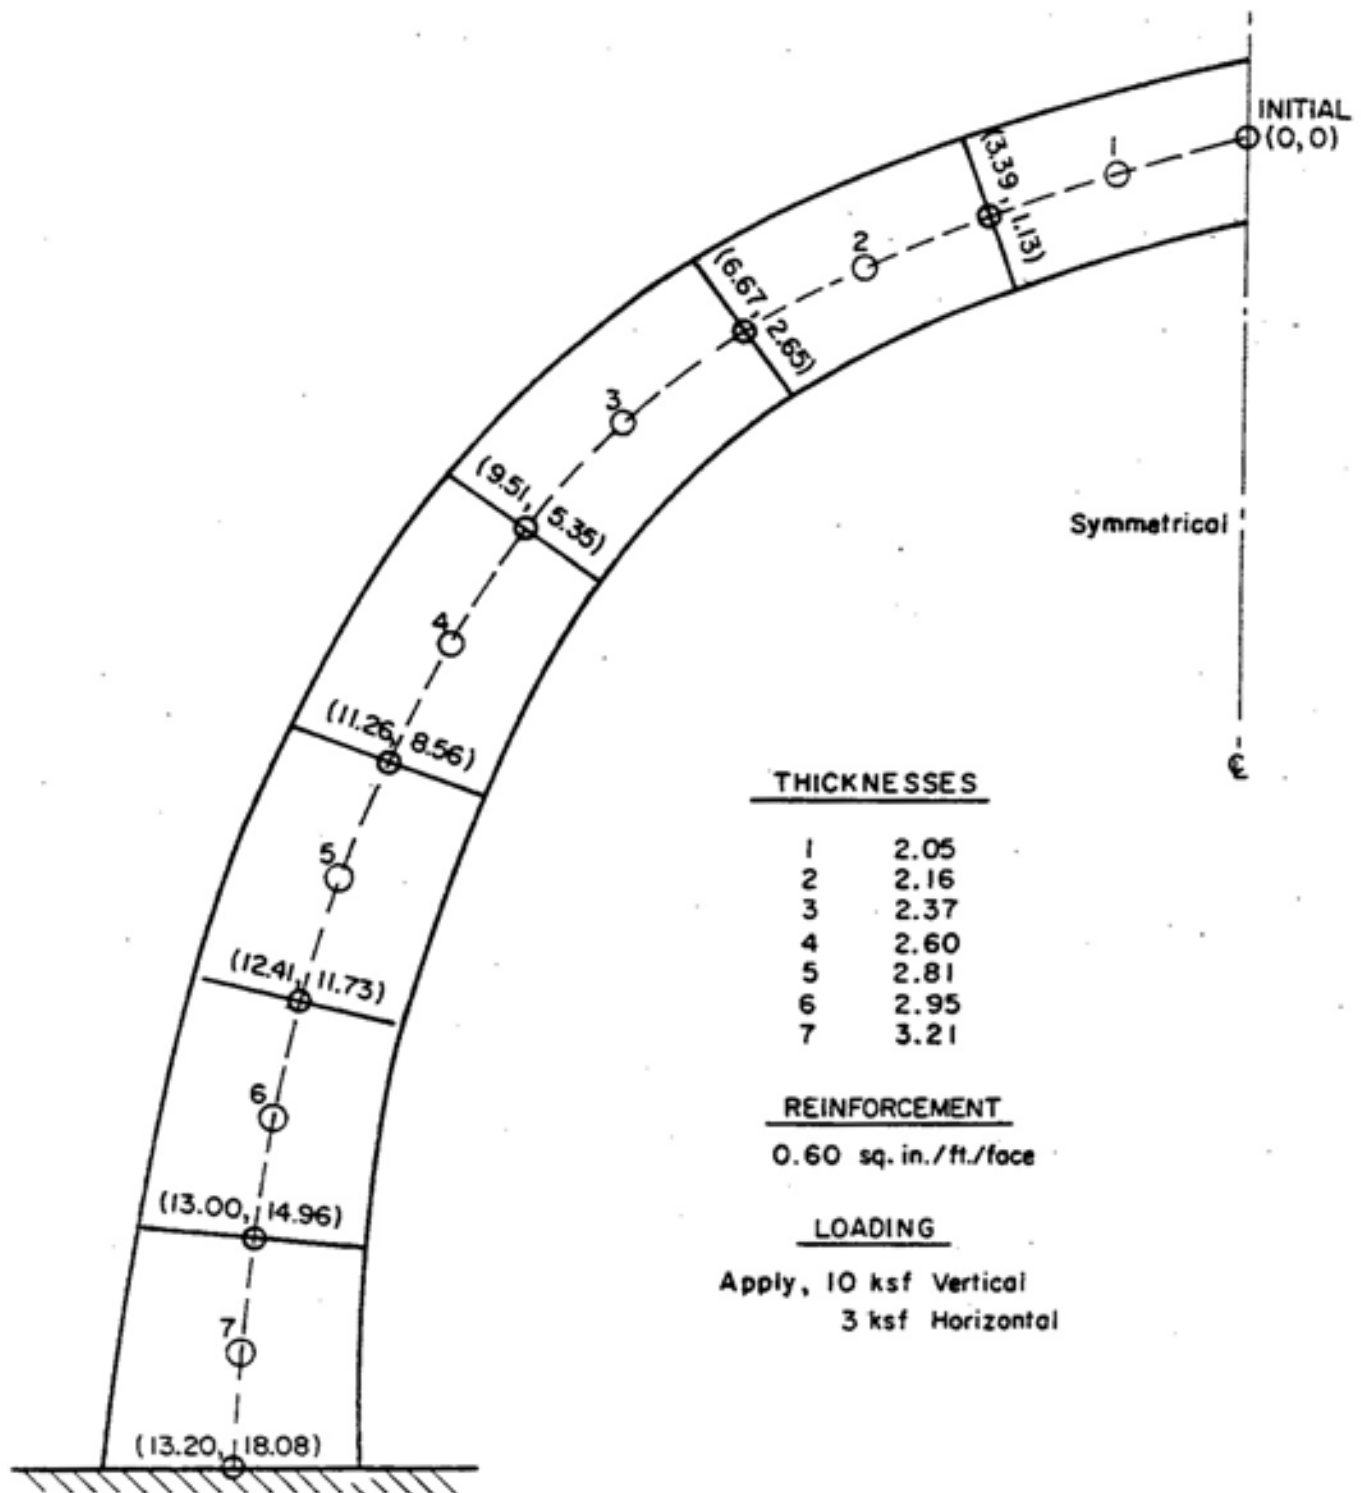 INITIAL
(0,0)
1
(3.39, 1.13)
2
(6.67, 2.65)
3
(9.51, 5.35)
Symmetrical
4
(11.26, 8.56)
℄
THICKNESSES
5
1 2.05
2 2.16
3 2.37
4 2.60
5 2.81
6 2.95
7 3.21
(12.41, 11.73)
6
REINFORCEMENT
0.60 sq. in./ft./face
(13.00, 14.96)
LOADING
Apply, 10 ksf Vertical
3 ksf Horizontal
7
(13.20, 18.08)